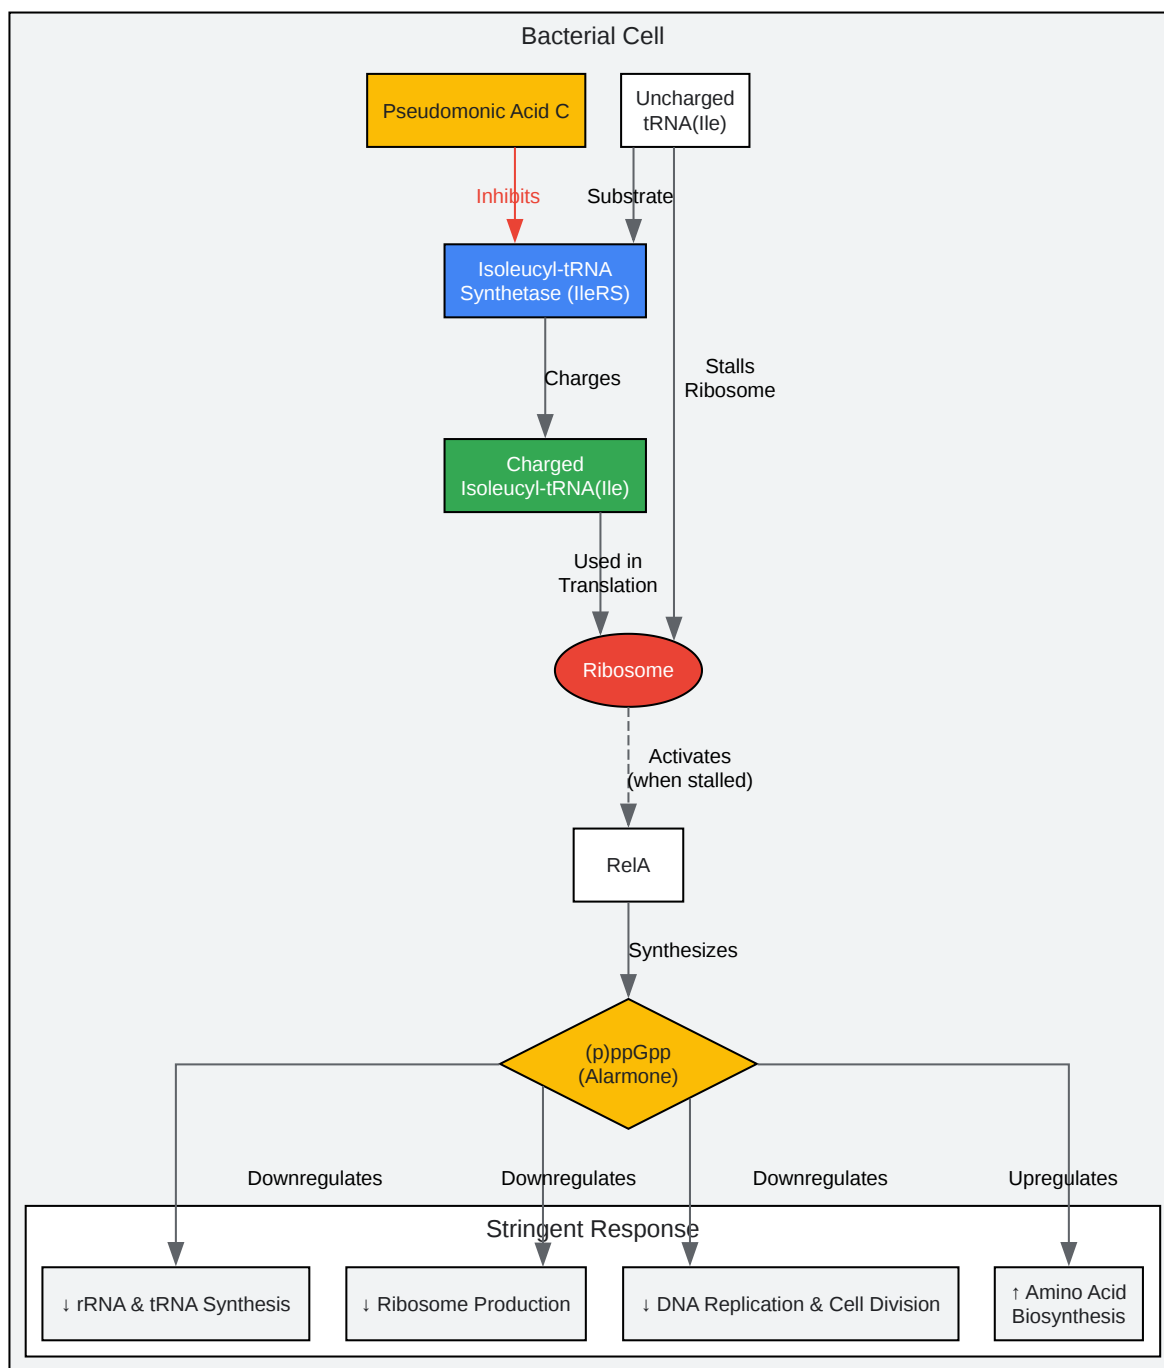 Bacterial Cell
Pseudomonic Acid C
Uncharged
tRNA(Ile)
Inhibits
Substrate
Isoleucyl-tRNA
Synthetase (IleRS)
Charges
Stalls
Ribosome
Charged
Isoleucyl-tRNA(Ile)
Used in
Translation
Ribosome
Activates
(when stalled)
RelA
Synthesizes
(p)ppGpp
(Alarmone)
Downregulates
Downregulates
Downregulates
Upregulates
Stringent Response
↓ rRNA & tRNA Synthesis
↓ Ribosome Production
↓ DNA Replication & Cell Division
↑ Amino Acid
Biosynthesis